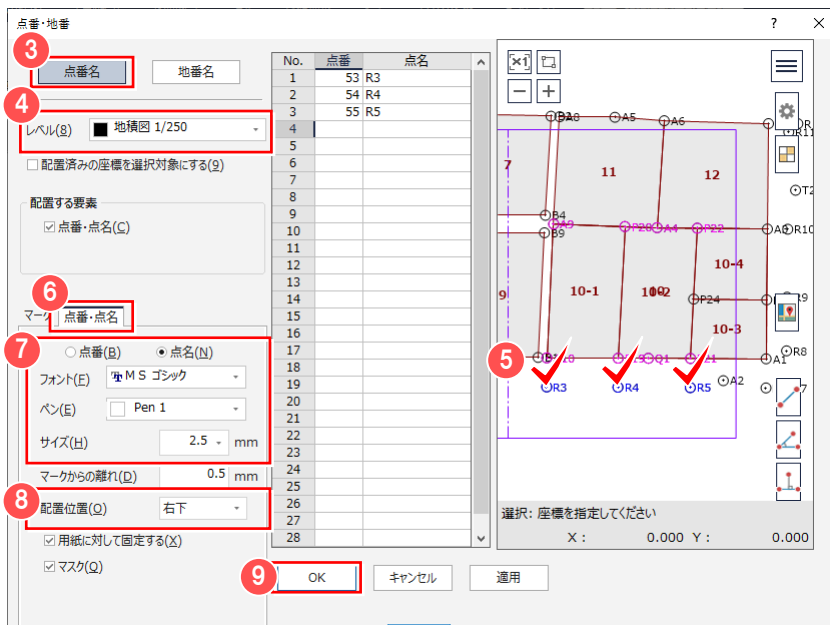 点番・地番
? ×
3
点番名 地番名
4
レベル(8) 地積図 1/250
配置済みの座標を選択対象にする(9)
配置する要素
点番・点名(C)
6
マーク 点番・点名
7
点番(B) 点名(N)
フォント(F) MS ゴシック
ペン(E) Pen 1
サイズ(H) 2.5 mm
マークからの離れ(D) 0.5 mm
8
配置位置(O) 右下
用紙に対して固定する(X)
マスク(Q)
No. 点番 点名
1 53 R3
2 54 R4
3 55 R5
4
5
6
7
8
9
10
11
12
13
14
15
16
17
18
19
20
21
22
23
24
25
26
27
28
9
OK キャンセル 適用
A5 A6
R11
7 11 12
T2
B4
A9 P20 A4 P22 R10
B9
10-4
9 10-1 10-2 P24
10-3
5
Q1 A1 R8
R3 R4 R5 A2
選択: 座標を指定してください
X : 0.000 Y : 0.000